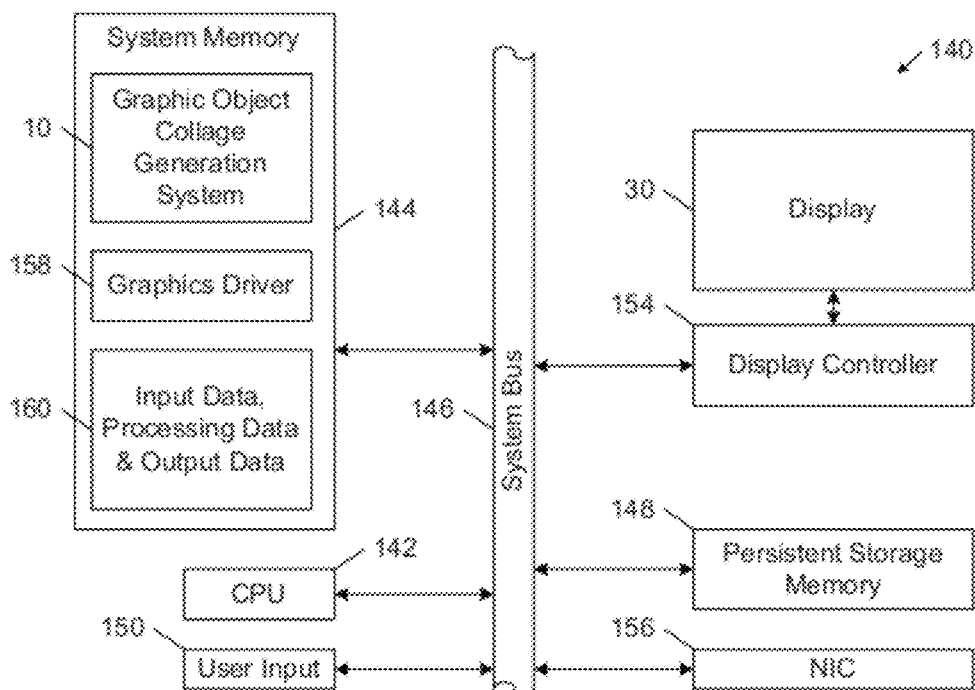 System Memory
10
Graphic Object
Collage
Generation
System
144
158
Graphics Driver
160
Input Data,
Processing Data
& Output Data
142
CPU
150
User Input
146
System Bus
140
30
Display
154
Display Controller
148
Persistent Storage
Memory
156
NIC